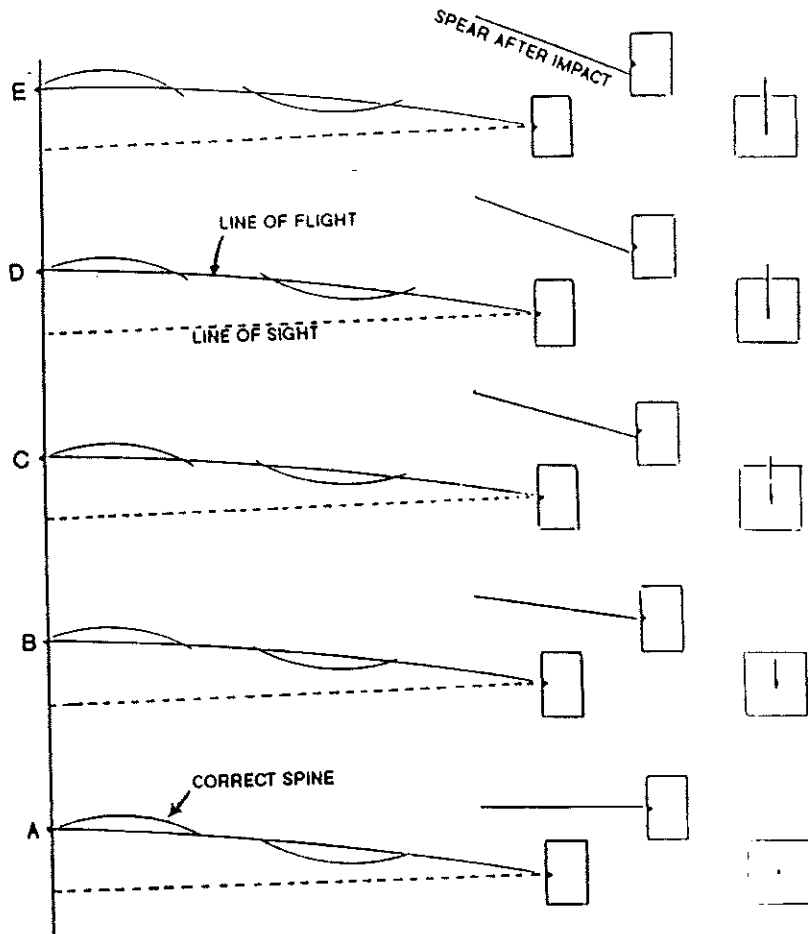 SPEAR AFTER IMPACT
E
LINE OF FLIGHT
D
LINE OF SIGHT
C
B
CORRECT SPINE
A